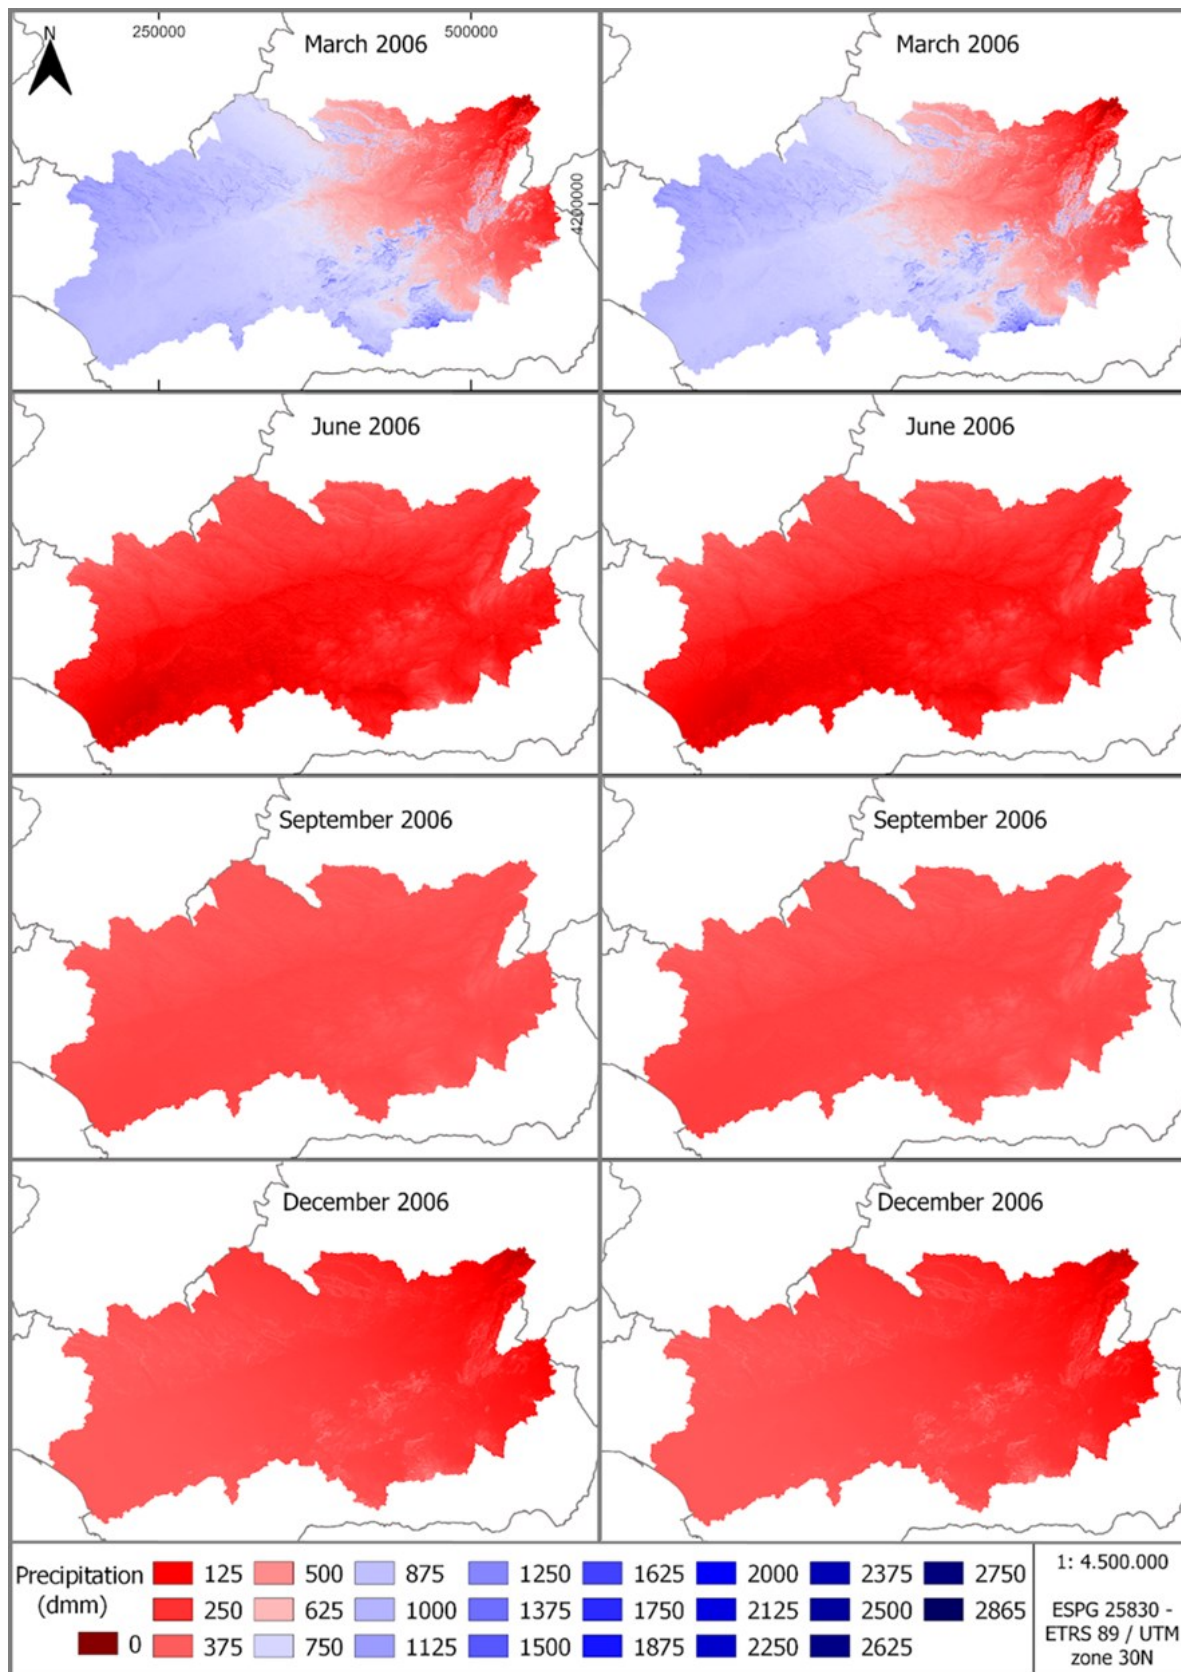 N
250000
500000
March 2006
March 2006
4200000
June 2006
June 2006
September 2006
September 2006
December 2006
December 2006
Precipitation
(dmm)
0
125
250
375
500
625
750
875
1000
1125
1250
1375
1500
1625
1750
1875
2000
2125
2250
2375
2500
2625
2750
2865
1: 4.500.000
ESPG 25830 -
ETRS 89 / UTM
zone 30N